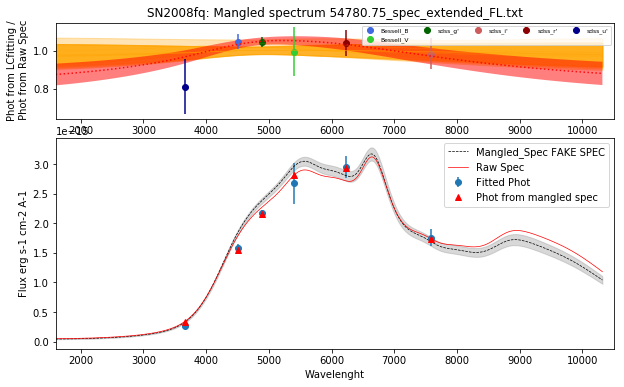 SN2008fq: Mangled spectrum 54780.75_spec_extended_FL.txt
Phot from LCfitting /
Phot from Raw Spec
1.0
0.8
Bessell_B
Bessell_V
sdss_g'
sdss_i'
sdss_r'
sdss_u'
2000 3000 4000 5000 6000 7000 8000 9000 10000
1e−15
Flux erg s-1 cm-2 A-1
3.0
2.5
2.0
1.5
1.0
0.5
0.0
Mangled_Spec FAKE SPEC
Raw Spec
Fitted Phot
Phot from mangled spec
2000 3000 4000 5000 6000 7000 8000 9000 10000
Wavelenght